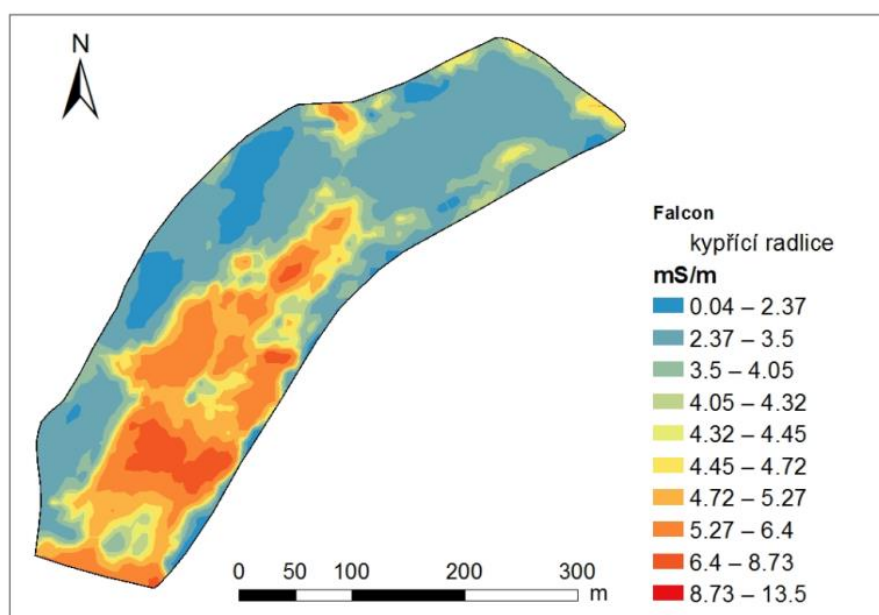 N
Falcon
kypřící radlice
mS/m
0.04 – 2.37
2.37 – 3.5
3.5 – 4.05
4.05 – 4.32
4.32 – 4.45
4.45 – 4.72
4.72 – 5.27
5.27 – 6.4
6.4 – 8.73
8.73 – 13.5
0 50 100 200 300
m